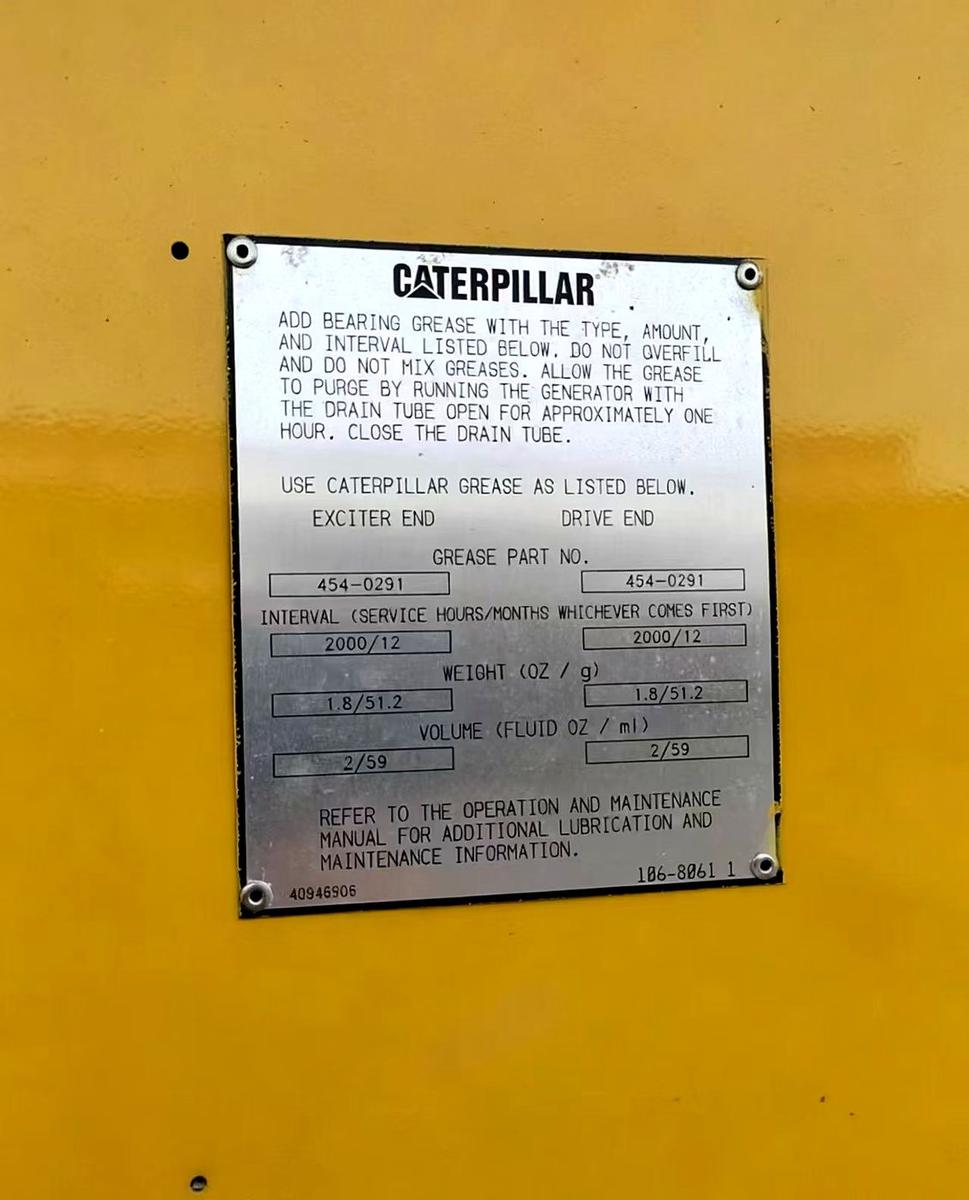 CATERPILLAR
ADD BEARING GREASE WITH THE TYPE, AMOUNT,
AND INTERVAL LISTED BELOW. DO NOT OVERFILL
AND DO NOT MIX GREASES. ALLOW THE GREASE
TO PURGE BY RUNNING THE GENERATOR WITH
THE DRAIN TUBE OPEN FOR APPROXIMATELY ONE
HOUR. CLOSE THE DRAIN TUBE.
USE CATERPILLAR GREASE AS LISTED BELOW.
EXCITER END DRIVE END
GREASE PART NO.
454-0291 454-0291
INTERVAL (SERVICE HOURS/MONTHS WHICHEVER COMES FIRST)
2000/12 2000/12
WEIGHT (OZ / g)
1.8/51.2 1.8/51.2
VOLUME (FLUID OZ / ml)
2/59 2/59
REFER TO THE OPERATION AND MAINTENANCE
MANUAL FOR ADDITIONAL LUBRICATION AND
MAINTENANCE INFORMATION.
40946906 106-8061 1